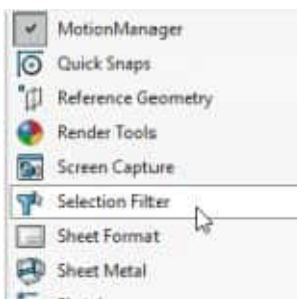 MotionManager
Quick Snaps
Reference Geometry
Render Tools
Screen Capture
Selection Filter
Sheet Format
Sheet Metal